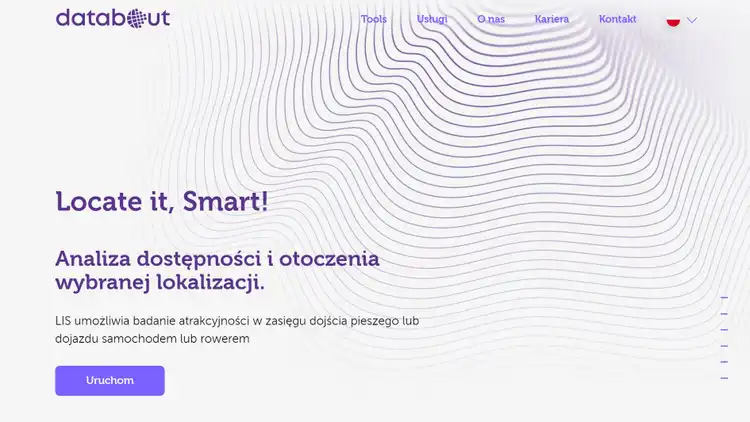 databout
Tools
Usługi
O nas
Kariera
Kontakt
Locate it, Smart!
Analiza dostępności i otoczenia
wybranej lokalizacji.
LIS umożliwia badanie atrakcyjności w zasięgu dojścia pieszego lub
dojazdu samochodem lub rowerem
Uruchom